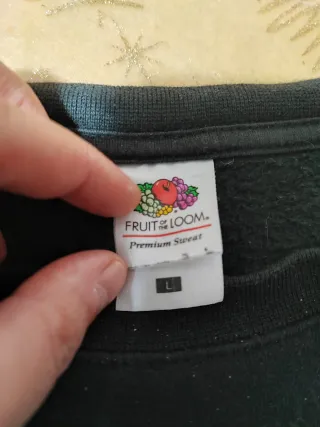 FRUIT OF THE LOOM
Premium Sweat
L